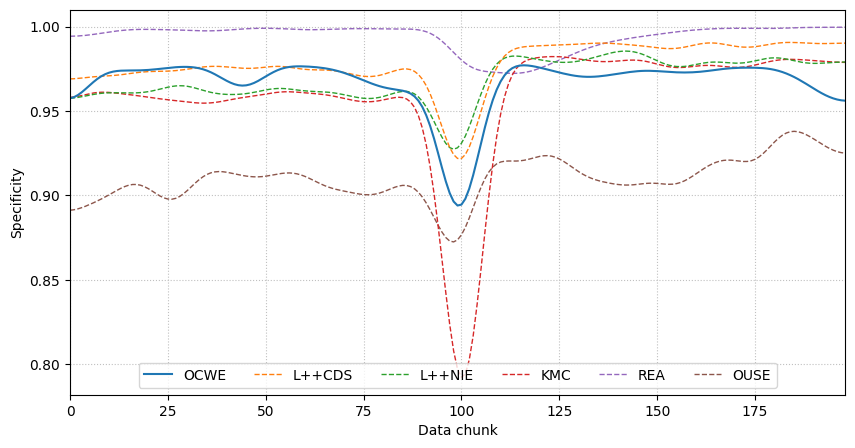 1.00
0.95
0.90
0.85
0.80
Specificity
OCWE L++CDS L++NIE KMC REA OUSE
0 25 50 75 100 125 150 175
Data chunk